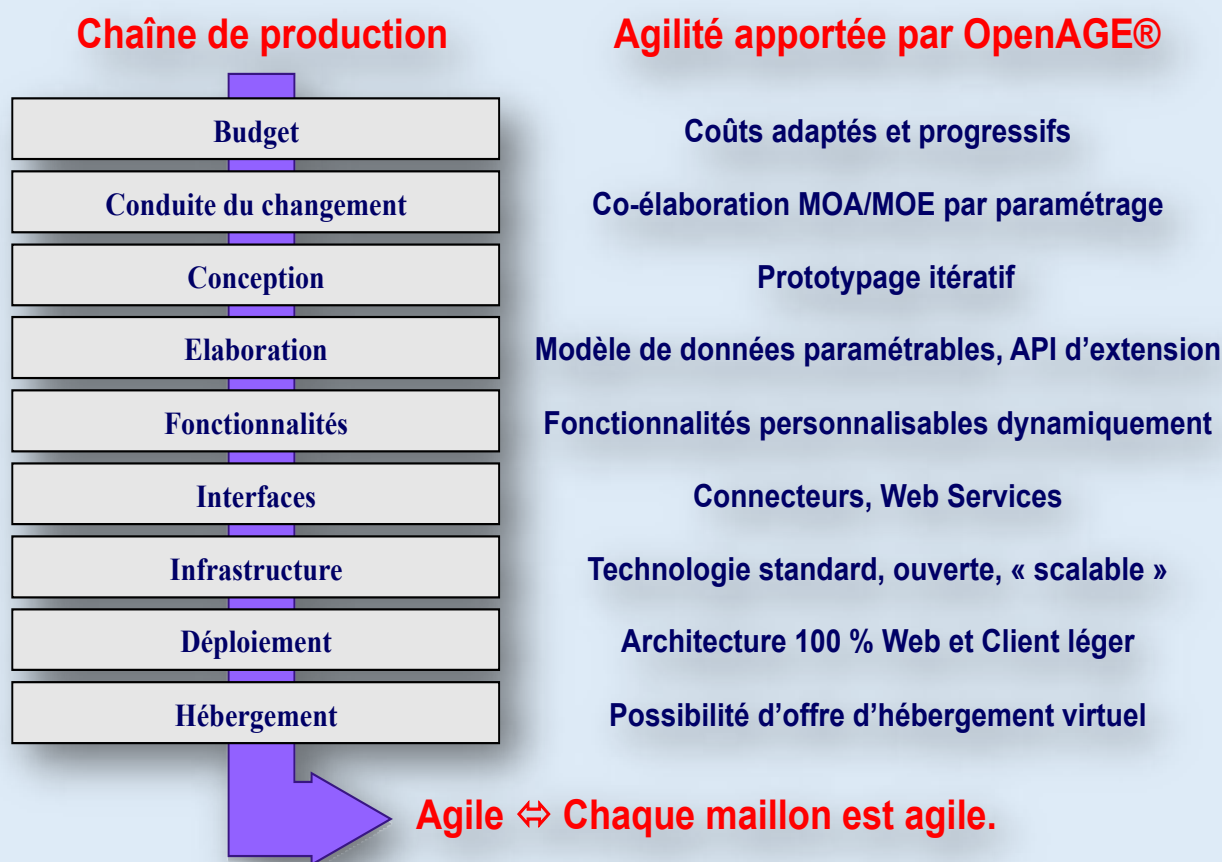 Chaîne de production
Agilité apportée par OpenAGE®
Budget
Coûts adaptés et progressifs
Conduite du changement
Co-élaboration MOA/MOE par paramétrage
Conception
Prototypage itératif
Elaboration
Modèle de données paramétrables, API d’extension
Fonctionnalités
Fonctionnalités personnalisables dynamiquement
Interfaces
Connecteurs, Web Services
Infrastructure
Technologie standard, ouverte, « scalable »
Déploiement
Architecture 100 % Web et Client léger
Hébergement
Possibilité d’offre d’hébergement virtuel
Agile ⇔ Chaque maillon est agile.